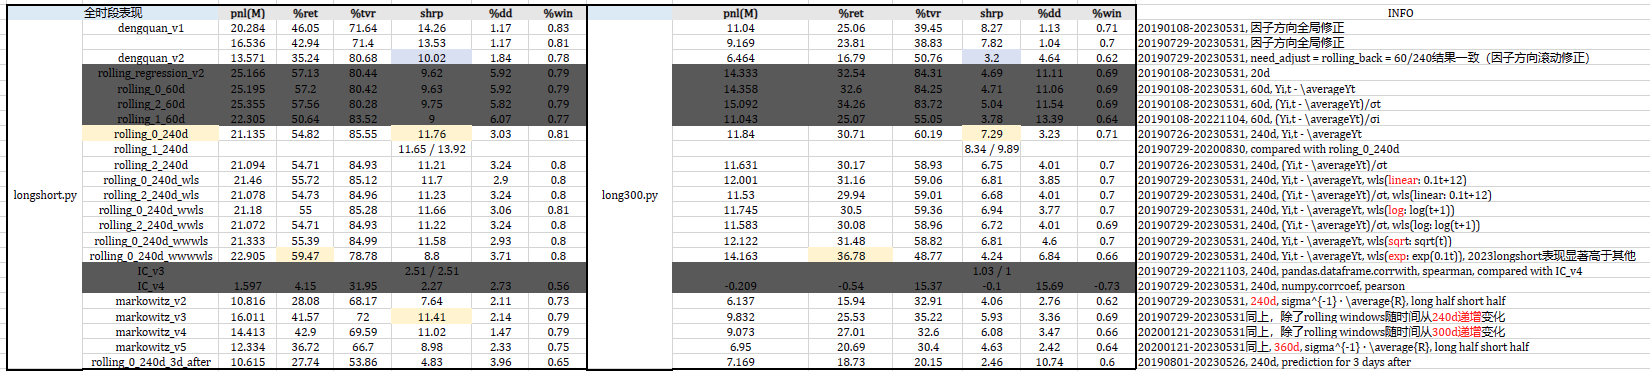 全时段表现 pnl(M) %ret %tvr shrp %dd %win pnl(M) %ret %tvr shrp %dd %win INFO
dengquan_v1 20.284 46.05 71.64 14.26 1.17 0.83 11.04 25.06 39.45 8.27 1.13 0.71 20190108-20230531, 因子方向全局修正
16.536 42.94 71.4 13.53 1.17 0.81 9.169 23.81 38.83 7.82 1.04 0.7 20190729-20230531, 因子方向全局修正
dengquan_v2 13.571 35.24 80.68 10.02 1.84 0.78 6.464 16.79 50.76 3.2 4.64 0.62 20190729-20230531, need_adjust = rolling_back = 60/240结果一致（因子方向滚动修正）
rolling_regression_v2 25.166 57.13 80.44 9.62 5.92 0.79 14.333 32.54 84.31 4.69 11.11 0.69 20190108-20230531, 20d
rolling_0_60d 25.195 57.2 80.42 9.63 5.92 0.79 14.358 32.6 84.25 4.71 11.06 0.69 20190108-20230531, 60d, Yi,t - \averageYt
rolling_2_60d 25.355 57.56 80.28 9.75 5.82 0.79 15.092 34.26 83.72 5.04 11.54 0.69 20190108-20230531, 60d, (Yi,t - \averageYt)/σt
rolling_1_60d 22.305 50.64 83.52 9 6.07 0.77 11.043 25.07 55.05 3.78 13.39 0.64 20190108-20221104, 60d, (Yi,t - \averageYt)/σi
rolling_0_240d 21.135 54.82 85.55 11.76 3.03 0.81 11.84 30.71 60.19 7.29 3.23 0.71 20190726-20230531, 240d, Yi,t - \averageYt
rolling_1_240d 11.65 / 13.92 8.34 / 9.89 20190729-20200830, compared with roling_0_240d
rolling_2_240d 21.094 54.71 84.93 11.21 3.24 0.8 11.631 30.17 58.93 6.75 4.01 0.7 20190726-20230531, 240d, (Yi,t - \averageYt)/σt
longshort.py rolling_0_240d_wls 21.46 55.72 85.12 11.7 2.9 0.8 long300.py 12.001 31.16 59.06 6.81 3.85 0.7 20190729-20230531, 240d, Yi,t - \averageYt, wls(linear: 0.1t+12)
rolling_2_240d_wls 21.078 54.73 84.96 11.23 3.24 0.8 11.53 29.94 59.01 6.68 4.01 0.7 20190729-20230531, 240d, (Yi,t - \averageYt)/σt, wls(linear: 0.1t+12)
rolling_0_240d_wwls 21.18 55 85.28 11.66 3.06 0.81 11.745 30.5 59.36 6.94 3.77 0.7 20190729-20230531, 240d, Yi,t - \averageYt, wls(log: log(t+1))
rolling_2_240d_wwls 21.072 54.71 84.93 11.22 3.24 0.8 11.583 30.08 58.96 6.72 4.01 0.69 20190729-20230531, 240d, (Yi,t - \averageYt)/σt, wls(log: log(t+1))
rolling_0_240d_wwwls 21.333 55.39 84.99 11.58 2.93 0.8 12.122 31.48 58.82 6.81 4.6 0.7 20190729-20230531, 240d, Yi,t - \averageYt, wls(sqrt: sqrt(t))
rolling_0_240d_wwwwls 22.905 59.47 78.78 8.8 3.71 0.8 14.163 36.78 48.77 4.24 6.84 0.66 20190729-20230531, 240d, Yi,t - \averageYt, wls(exp: exp(0.1t)), 2023longshort表现显著高于其他
IC_v3 2.51 / 2.51 1.03 / 1 20190729-20221103, 240d, pandas.dataframe.corrwith, spearman, compared with IC_v4
IC_v4 1.597 4.15 31.95 2.27 2.73 0.56 -0.209 -0.54 15.37 -0.1 15.69 -0.73 20190729-20230531, 240d, numpy.corrcoef, pearson
markowitz_v2 10.816 28.08 68.17 7.64 2.11 0.73 6.137 15.94 32.91 4.06 2.76 0.62 20190729-20230531, 240d, sigma^{-1} · \average{R}, long half short half
markowitz_v3 16.011 41.57 72 11.41 2.14 0.79 9.832 25.53 35.22 5.93 3.36 0.69 20190729-20230531同上，除了rolling windows随时间从240d递增变化
markowitz_v4 14.413 42.9 69.59 11.02 1.47 0.79 9.073 27.01 32.6 6.08 3.47 0.66 20200121-20230531同上，除了rolling windows随时间从300d递增变化
markowitz_v5 12.334 36.72 66.7 8.98 2.33 0.75 6.95 20.69 30.4 4.63 2.42 0.64 20200121-20230531同上, 360d, sigma^{-1} · \average{R}, long half short half
rolling_0_240d_3d_after 10.615 27.74 53.86 4.83 3.96 0.65 7.169 18.73 20.15 2.46 10.74 0.6 20190801-20230526, 240d, prediction for 3 days after